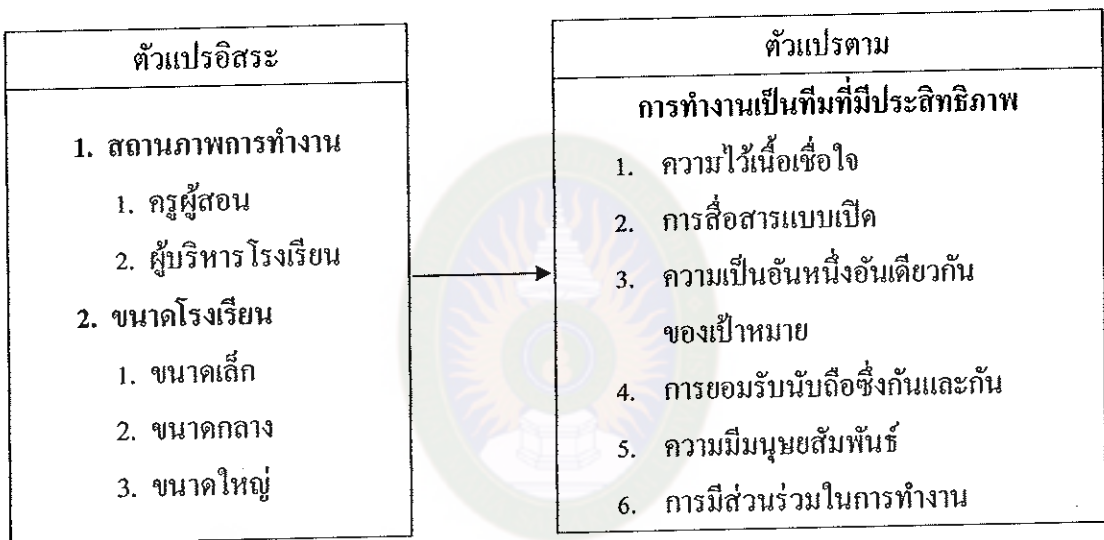 ตัวแปรอิสระ
1. สถานภาพการทำงาน
1. ครูผู้สอน
2. ผู้บริหารโรงเรียน
2. ขนาดโรงเรียน
1. ขนาดเล็ก
2. ขนาดกลาง
3. ขนาดใหญ่
ตัวแปรตาม
การทำงานเป็นทีมที่มีประสิทธิภาพ
1. ความไว้เนื้อเชื่อใจ
2. การสื่อสารแบบเปิด
3. ความเป็นอันหนึ่งอันเดียวกัน
ของเป้าหมาย
4. การยอมรับนับถือซึ่งกันและกัน
5. ความมีมนุษยสัมพันธ์
6. การมีส่วนร่วมในการทำงาน